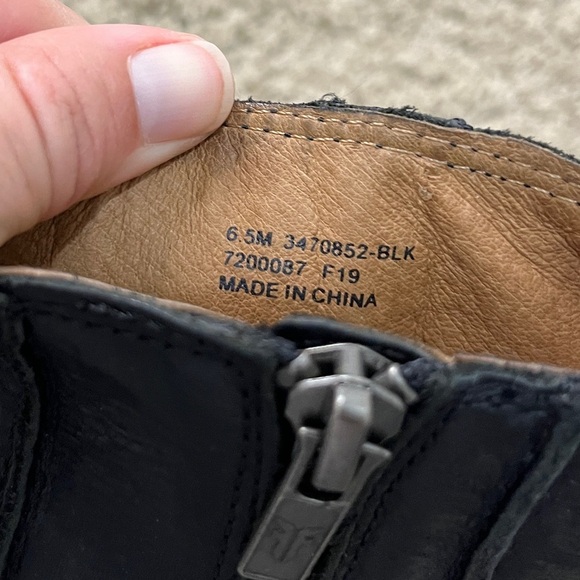 6.5M 3470852-BLK
7200087 F19
MADE IN CHINA